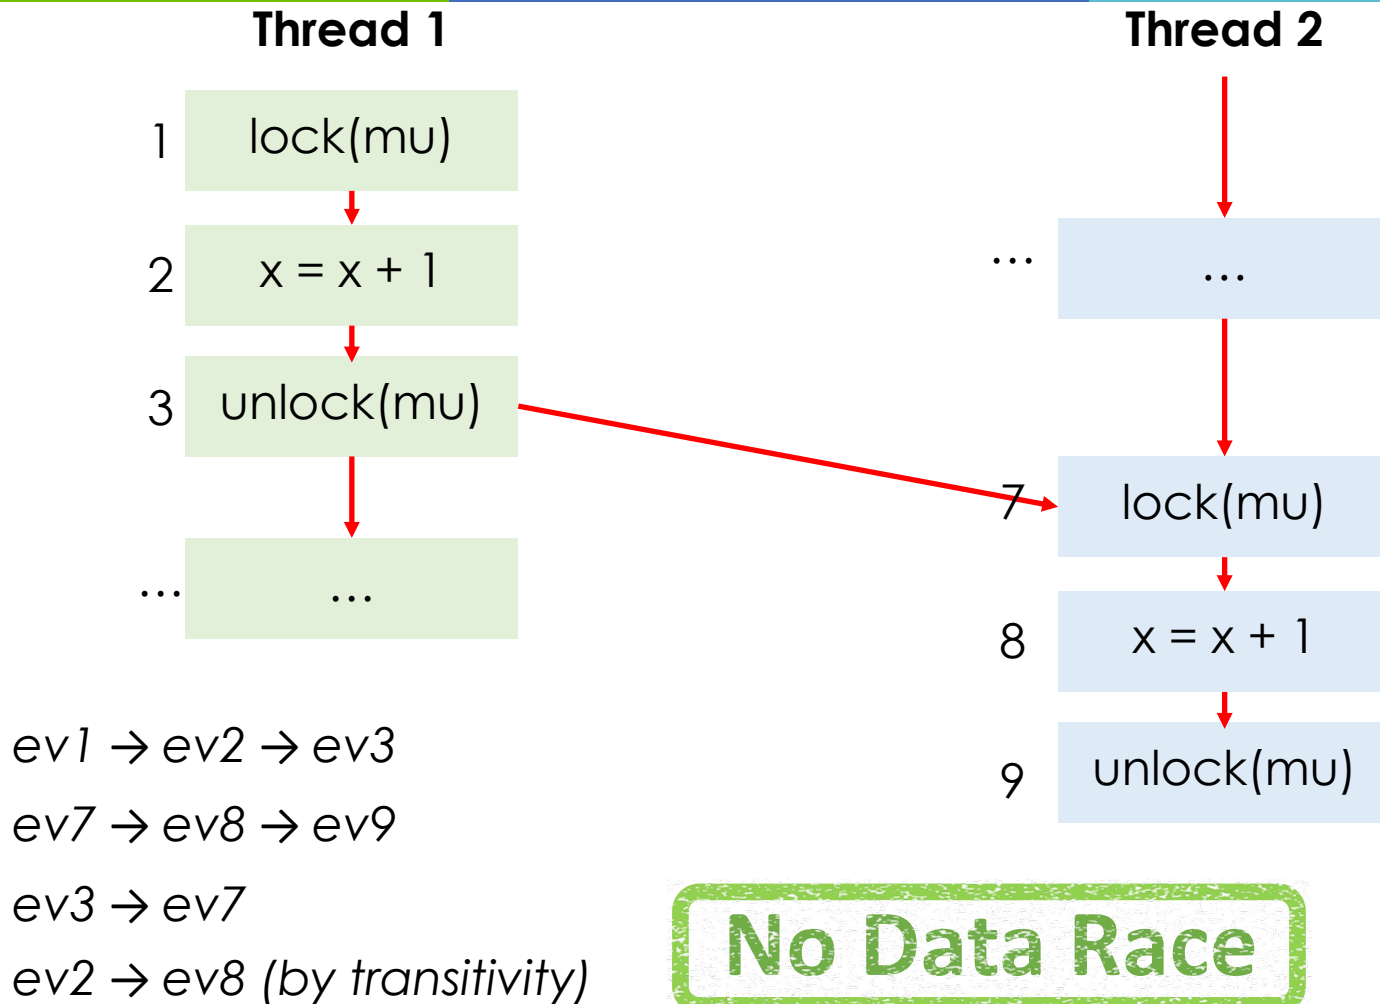 Thread 1
1 lock(mu)
2 x = x + 1
3 unlock(mu)
... ...
Thread 2
... ...
7 lock(mu)
8 x = x + 1
9 unlock(mu)
ev1 → ev2 → ev3
ev7 → ev8 → ev9
ev3 → ev7
ev2 → ev8 (by transitivity)
No Data Race